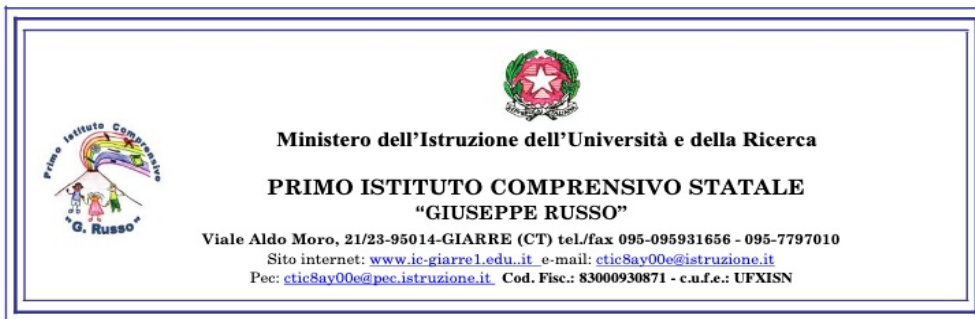 Primo Istituto Comprensivo
"G. Russo"
Ministero dell'Istruzione dell'Università e della Ricerca
PRIMO ISTITUTO COMPRENSIVO STATALE
"GIUSEPPE RUSSO"
Viale Aldo Moro, 21/23-95014-GIARRE (CT) tel./fax 095-095931656 - 095-7797010
Sito internet: www.ic-giarre1.edu..it e-mail: ctic8ay00e@istruzione.it
Pec: ctic8ay00e@pec.istruzione.it Cod. Fisc.: 83000930871 - c.u.f.e.: UFXISN